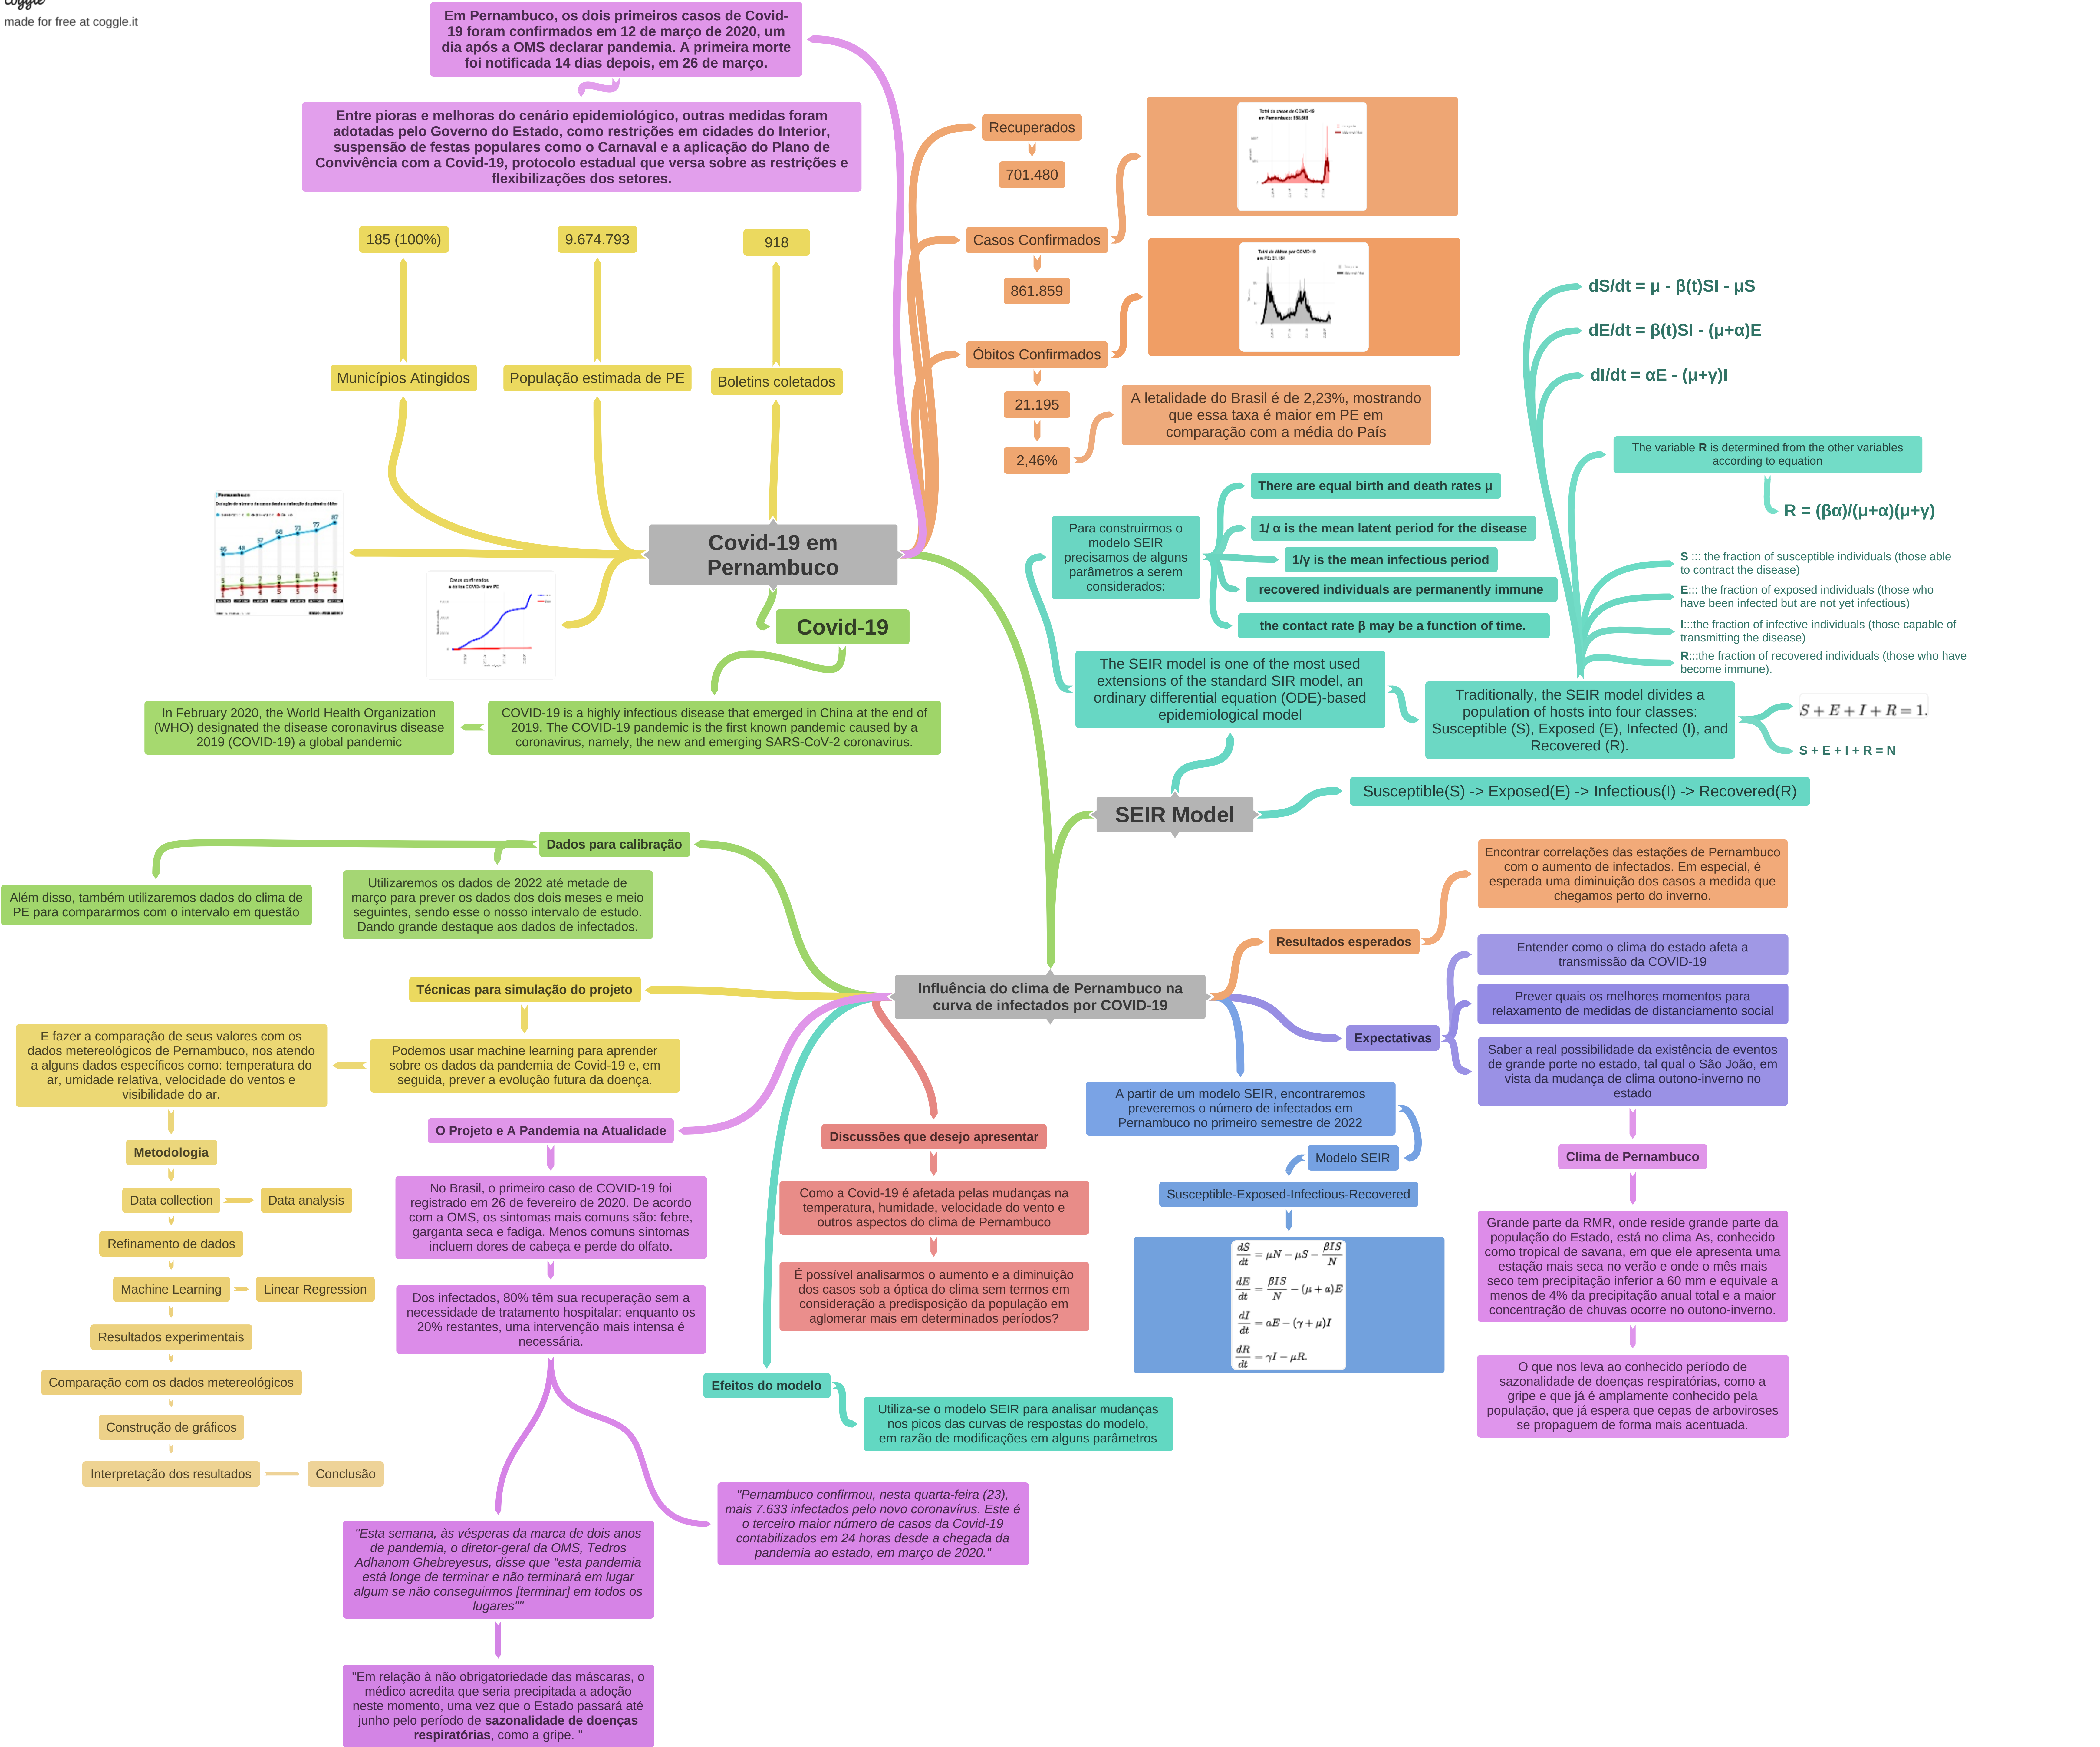 coggle
made for free at coggle.it
Em Pernambuco, os dois primeiros casos de Covid-
19 foram confirmados em 12 de março de 2020, um
dia após a OMS declarar pandemia. A primeira morte
foi notificada 14 dias depois, em 26 de março.
Entre pioras e melhoras do cenário epidemiológico, outras medidas foram
adotadas pelo Governo do Estado, como restrições em cidades do Interior,
suspensão de festas populares como o Carnaval e a aplicação do Plano de
Convivência com a Covid-19, protocolo estadual que versa sobre as restrições e
flexibilizações dos setores.
185 (100%)
9.674.793
918
Municípios Atingidos
População estimada de PE
Boletins coletados
Recuperados
701.480
Casos Confirmados
861.859
Óbitos Confirmados
21.195
2,46%
A letalidade do Brasil é de 2,23%, mostrando
que essa taxa é maior em PE em
comparação com a média do País
Total de casos de COVID-19
Total de óbitos por COVID-19
dS/dt = μ - β(t)SI - μS
dE/dt = β(t)SI - (μ+α)E
dI/dt = αE - (μ+γ)I
The variable R is determined from the other variables
according to equation
R = (βα)/(μ+α)(μ+γ)
S ::: the fraction of susceptible individuals (those able
to contract the disease)
E::: the fraction of exposed individuals (those who
have been infected but are not yet infectious)
I:::the fraction of infective individuals (those capable of
transmitting the disease)
R:::the fraction of recovered individuals (those who have
become immune).
Para construirmos o
modelo SEIR
precisamos de alguns
parâmetros a serem
considerados:
There are equal birth and death rates μ
1/ α is the mean latent period for the disease
1/γ is the mean infectious period
recovered individuals are permanently immune
the contact rate β may be a function of time.
The SEIR model is one of the most used
extensions of the standard SIR model, an
ordinary differential equation (ODE)-based
epidemiological model
Traditionally, the SEIR model divides a
population of hosts into four classes:
Susceptible (S), Exposed (E), Infected (I), and
Recovered (R).
S + E + I + R = 1.
S + E + I + R = N
SEIR Model
Susceptible(S) -> Exposed(E) -> Infectious(I) -> Recovered(R)
Pernambuco
Covid-19 em
Pernambuco
Covid-19
COVID-19 is a highly infectious disease that emerged in China at the end of
2019. The COVID-19 pandemic is the first known pandemic caused by a
coronavirus, namely, the new and emerging SARS-CoV-2 coronavirus.
In February 2020, the World Health Organization
(WHO) designated the disease coronavirus disease
2019 (COVID-19) a global pandemic
Dados para calibração
Além disso, também utilizaremos dados do clima de
PE para compararmos com o intervalo em questão
Utilizaremos os dados de 2022 até metade de
março para prever os dados dos dois meses e meio
seguintes, sendo esse o nosso intervalo de estudo.
Dando grande destaque aos dados de infectados.
Influência do clima de Pernambuco na
curva de infectados por COVID-19
Técnicas para simulação do projeto
Podemos usar machine learning para aprender
sobre os dados da pandemia de Covid-19 e, em
seguida, prever a evolução futura da doença.
E fazer a comparação de seus valores com os
dados metereológicos de Pernambuco, nos atendo
a alguns dados específicos como: temperatura do
ar, umidade relativa, velocidade do ventos e
visibilidade do ar.
Metodologia
Data collection
Data analysis
Refinamento de dados
Machine Learning
Linear Regression
Resultados experimentais
Comparação com os dados metereológicos
Construção de gráficos
Interpretação dos resultados
Conclusão
O Projeto e A Pandemia na Atualidade
No Brasil, o primeiro caso de COVID-19 foi
registrado em 26 de fevereiro de 2020. De acordo
com a OMS, os sintomas mais comuns são: febre,
garganta seca e fadiga. Menos comuns sintomas
incluem dores de cabeça e perde do olfato.
Dos infectados, 80% têm sua recuperação sem a
necessidade de tratamento hospitalar; enquanto os
20% restantes, uma intervenção mais intensa é
necessária.
"Esta semana, às vésperas da marca de dois anos
de pandemia, o diretor-geral da OMS, Tedros
Adhanom Ghebreyesus, disse que "esta pandemia
está longe de terminar e não terminará em lugar
algum se não conseguirmos [terminar] em todos os
lugares""
"Em relação à não obrigatoriedade das máscaras, o
médico acredita que seria precipitada a adoção
neste momento, uma vez que o Estado passará até
junho pelo período de sazonalidade de doenças
respiratórias, como a gripe. "
"Pernambuco confirmou, nesta quarta-feira (23),
mais 7.633 infectados pelo novo coronavírus. Este é
o terceiro maior número de casos da Covid-19
contabilizados em 24 horas desde a chegada da
pandemia ao estado, em março de 2020."
Discussões que desejo apresentar
Como a Covid-19 é afetada pelas mudanças na
temperatura, humidade, velocidade do vento e
outros aspectos do clima de Pernambuco
É possível analisarmos o aumento e a diminuição
dos casos sob a óptica do clima sem termos em
consideração a predisposição da população em
aglomerar mais em determinados períodos?
Efeitos do modelo
Utiliza-se o modelo SEIR para analisar mudanças
nos picos das curvas de respostas do modelo,
em razão de modificações em alguns parâmetros
A partir de um modelo SEIR, encontraremos
preveremos o número de infectados em
Pernambuco no primeiro semestre de 2022
Modelo SEIR
Susceptible-Exposed-Infectious-Recovered
dS/dt = μN − μS − βIS/N
dE/dt = βIS/N − (μ + a)E
dI/dt = aE − (γ + μ)I
dR/dt = γI − μR.
Resultados esperados
Encontrar correlações das estações de Pernambuco
com o aumento de infectados. Em especial, é
esperada uma diminuição dos casos a medida que
chegamos perto do inverno.
Expectativas
Entender como o clima do estado afeta a
transmissão da COVID-19
Prever quais os melhores momentos para
relaxamento de medidas de distanciamento social
Saber a real possibilidade da existência de eventos
de grande porte no estado, tal qual o São João, em
vista da mudança de clima outono-inverno no
estado
Clima de Pernambuco
Grande parte da RMR, onde reside grande parte da
população do Estado, está no clima As, conhecido
como tropical de savana, em que ele apresenta uma
estação mais seca no verão e onde o mês mais
seco tem precipitação inferior a 60 mm e equivale a
menos de 4% da precipitação anual total e a maior
concentração de chuvas ocorre no outono-inverno.
O que nos leva ao conhecido período de
sazonalidade de doenças respiratórias, como a
gripe e que já é amplamente conhecido pela
população, que já espera que cepas de arboviroses
se propaguem de forma mais acentuada.